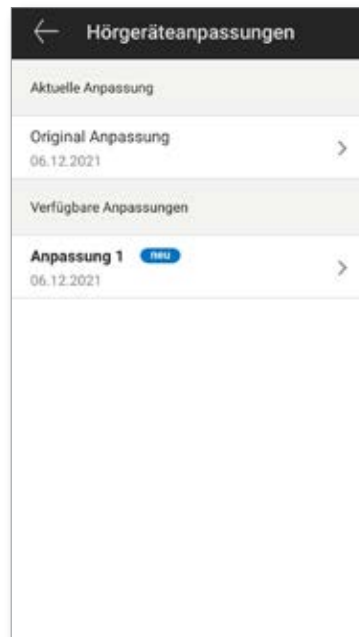 Hörgeräteanpassungen
Aktuelle Anpassung
Original Anpassung
06.12.2021
Verfügbare Anpassungen
Anpassung 1 neu
06.12.2021